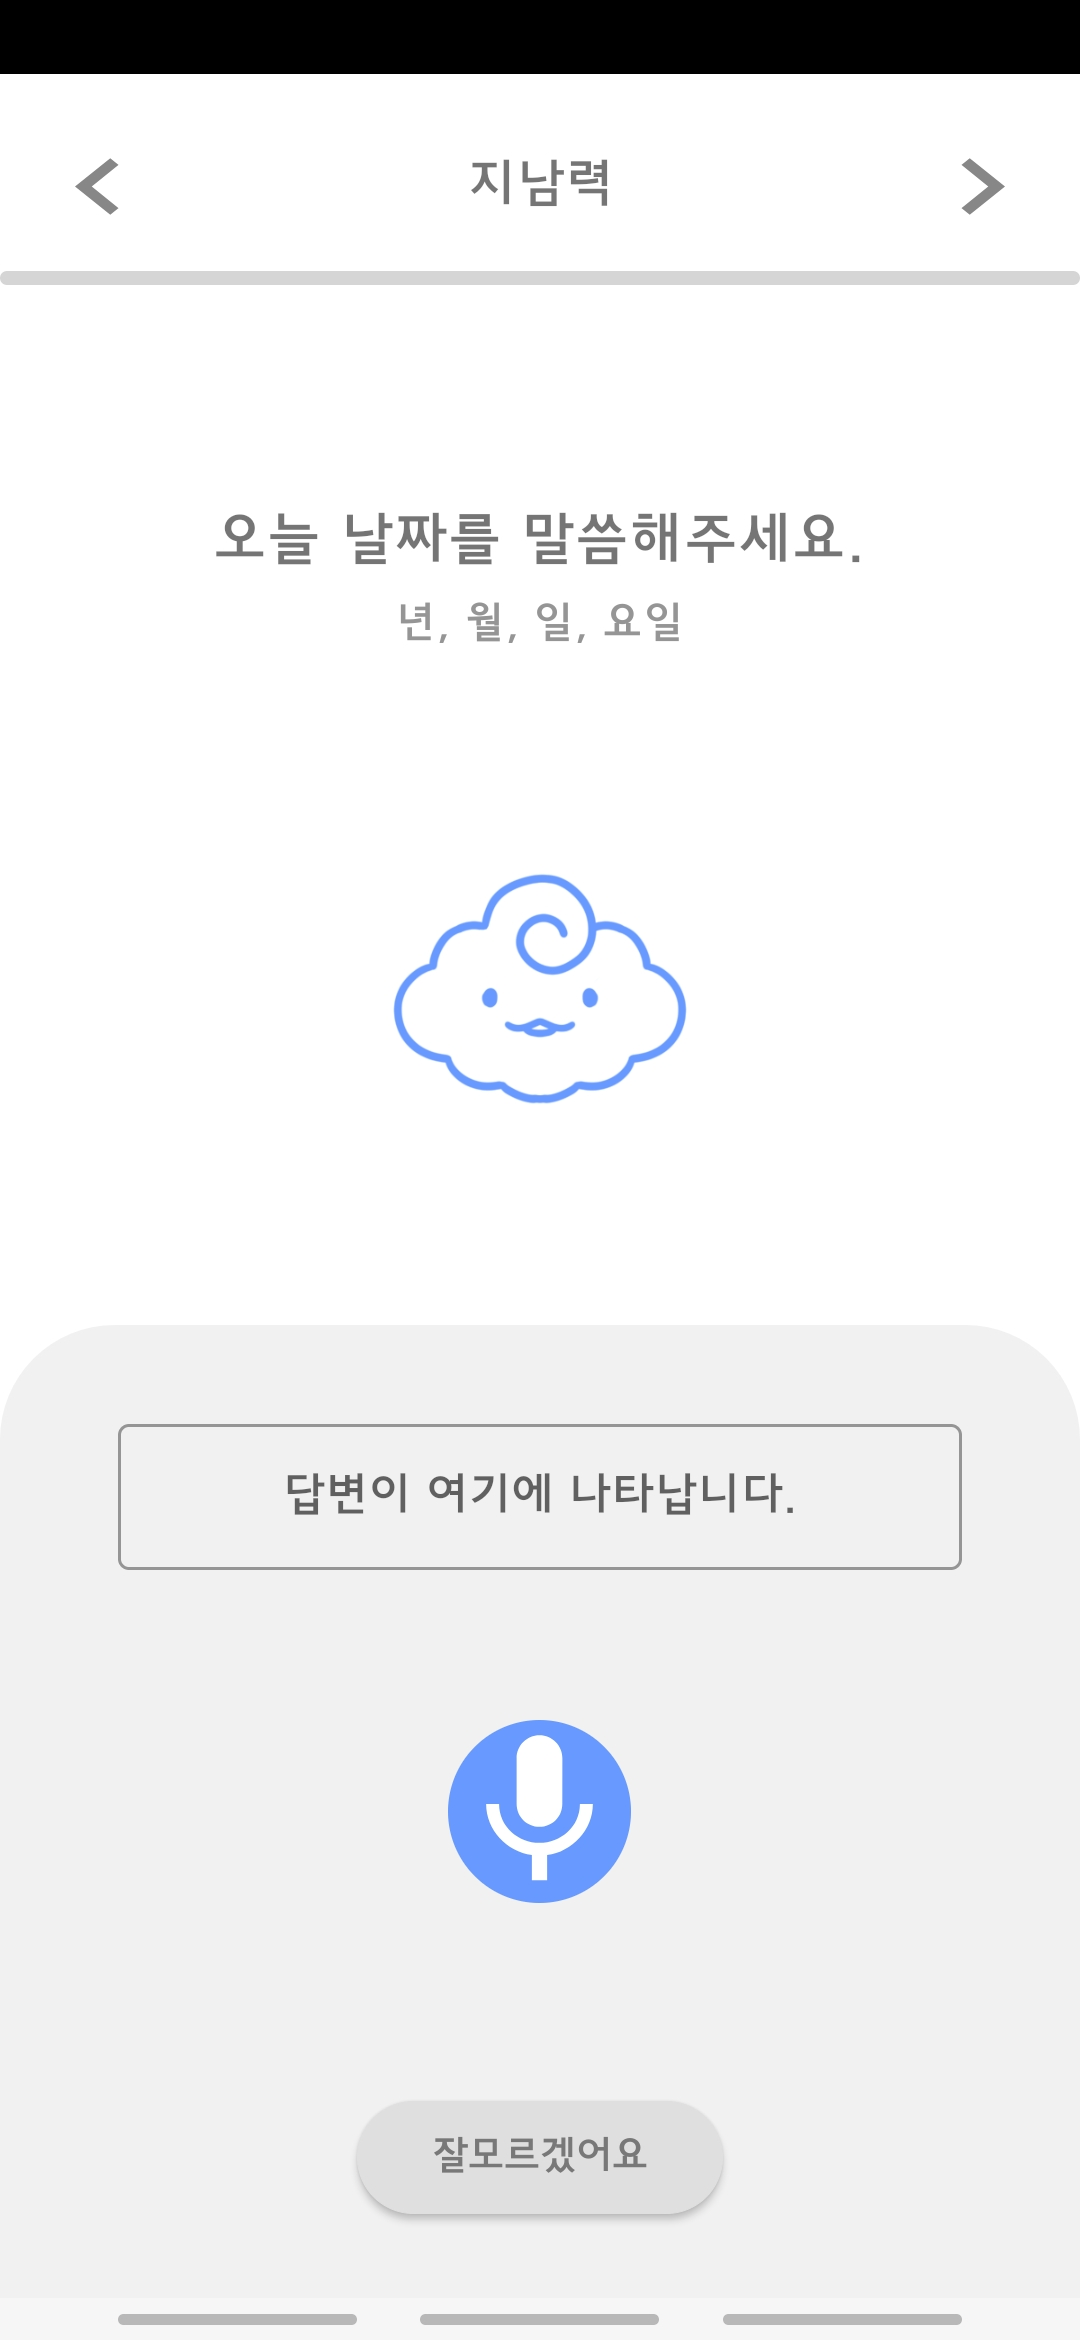 지남력
오늘 날짜를 말씀해주세요.
년, 월, 일, 요일
답변이 여기에 나타납니다.
잘모르겠어요